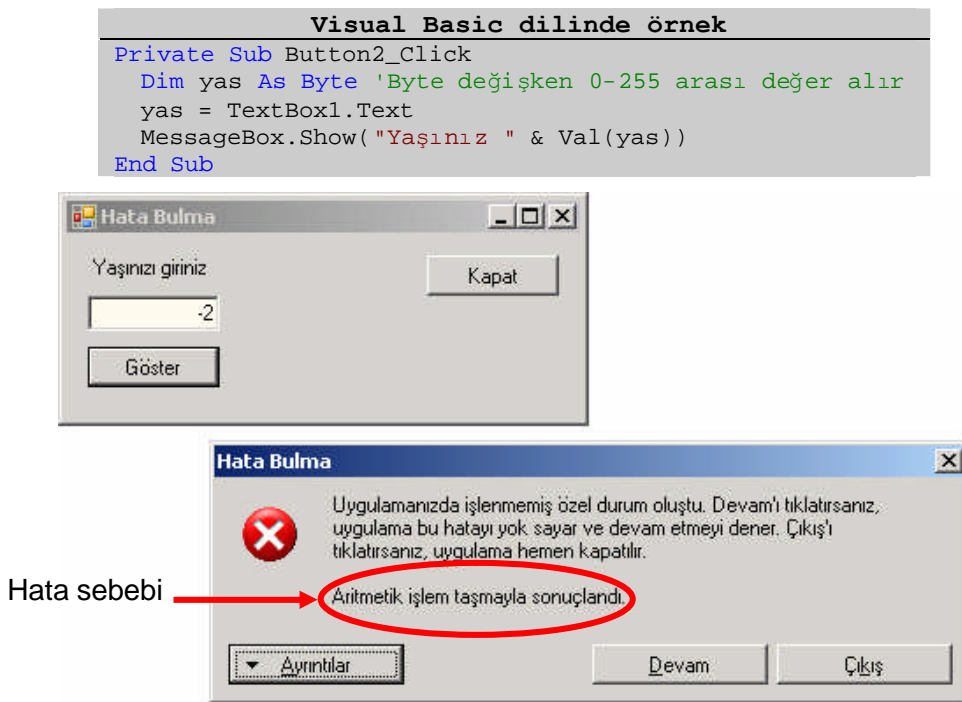 Visual Basic dilinde örnek
Private Sub Button2_Click
Dim yas As Byte 'Byte değişken 0-255 arası değer alır
yas = TextBox1.Text
MessageBox.Show("Yaşınız " & Val(yas))
End Sub
Hata Bulma
Yaşınızı giriniz
Kapat
-2
Göster
Hata Bulma
Uygulamanızda işlenmemiş özel durum oluştu. Devam'ı tıklatırsanız,
uygulama bu hatayı yok sayar ve devam etmeyi dener. Çıkış'ı
tıklatırsanız, uygulama hemen kapatılır.
Hata sebebi
Aritmetik işlem taşmayla sonuçlandı.
Ayrıntılar
Devam
Çıkış